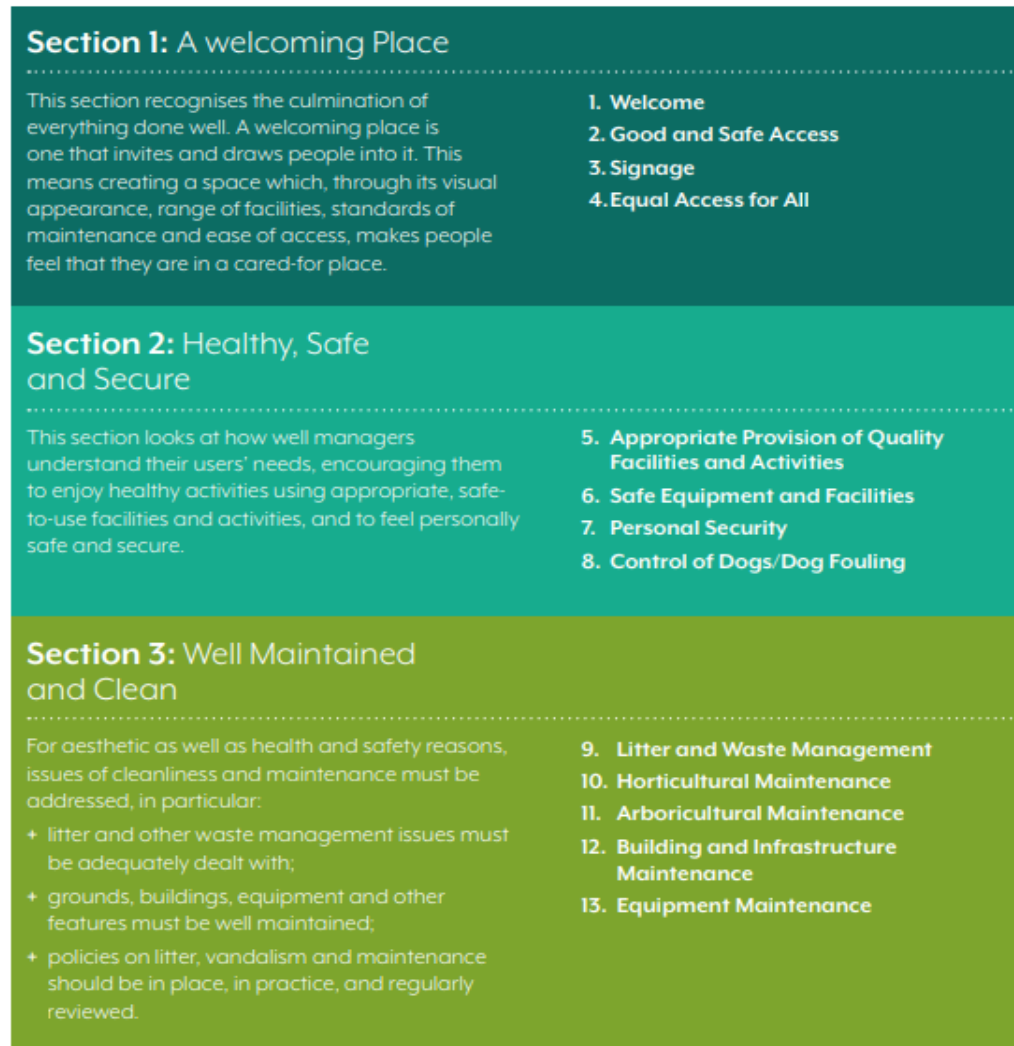 Section 1: A welcoming Place
This section recognises the culmination of
everything done well. A welcoming place is
one that invites and draws people into it. This
means creating a space which, through its visual
appearance, range of facilities, standards of
maintenance and ease of access, makes people
feel that they are in a cared-for place.
1. Welcome
2. Good and Safe Access
3. Signage
4. Equal Access for All
Section 2: Healthy, Safe
and Secure
This section looks at how well managers
understand their users' needs, encouraging them
to enjoy healthy activities using appropriate, safe-
to-use facilities and activities, and to feel personally
safe and secure.
5. Appropriate Provision of Quality
Facilities and Activities
6. Safe Equipment and Facilities
7. Personal Security
8. Control of Dogs/Dog Fouling
Section 3: Well Maintained
and Clean
For aesthetic as well as health and safety reasons,
issues of cleanliness and maintenance must be
addressed, in particular:
+ litter and other waste management issues must
be adequately dealt with;
+ grounds, buildings, equipment and other
features must be well maintained;
+ policies on litter, vandalism and maintenance
should be in place, in practice, and regularly
reviewed.
9. Litter and Waste Management
10. Horticultural Maintenance
11. Arboricultural Maintenance
12. Building and Infrastructure
Maintenance
13. Equipment Maintenance